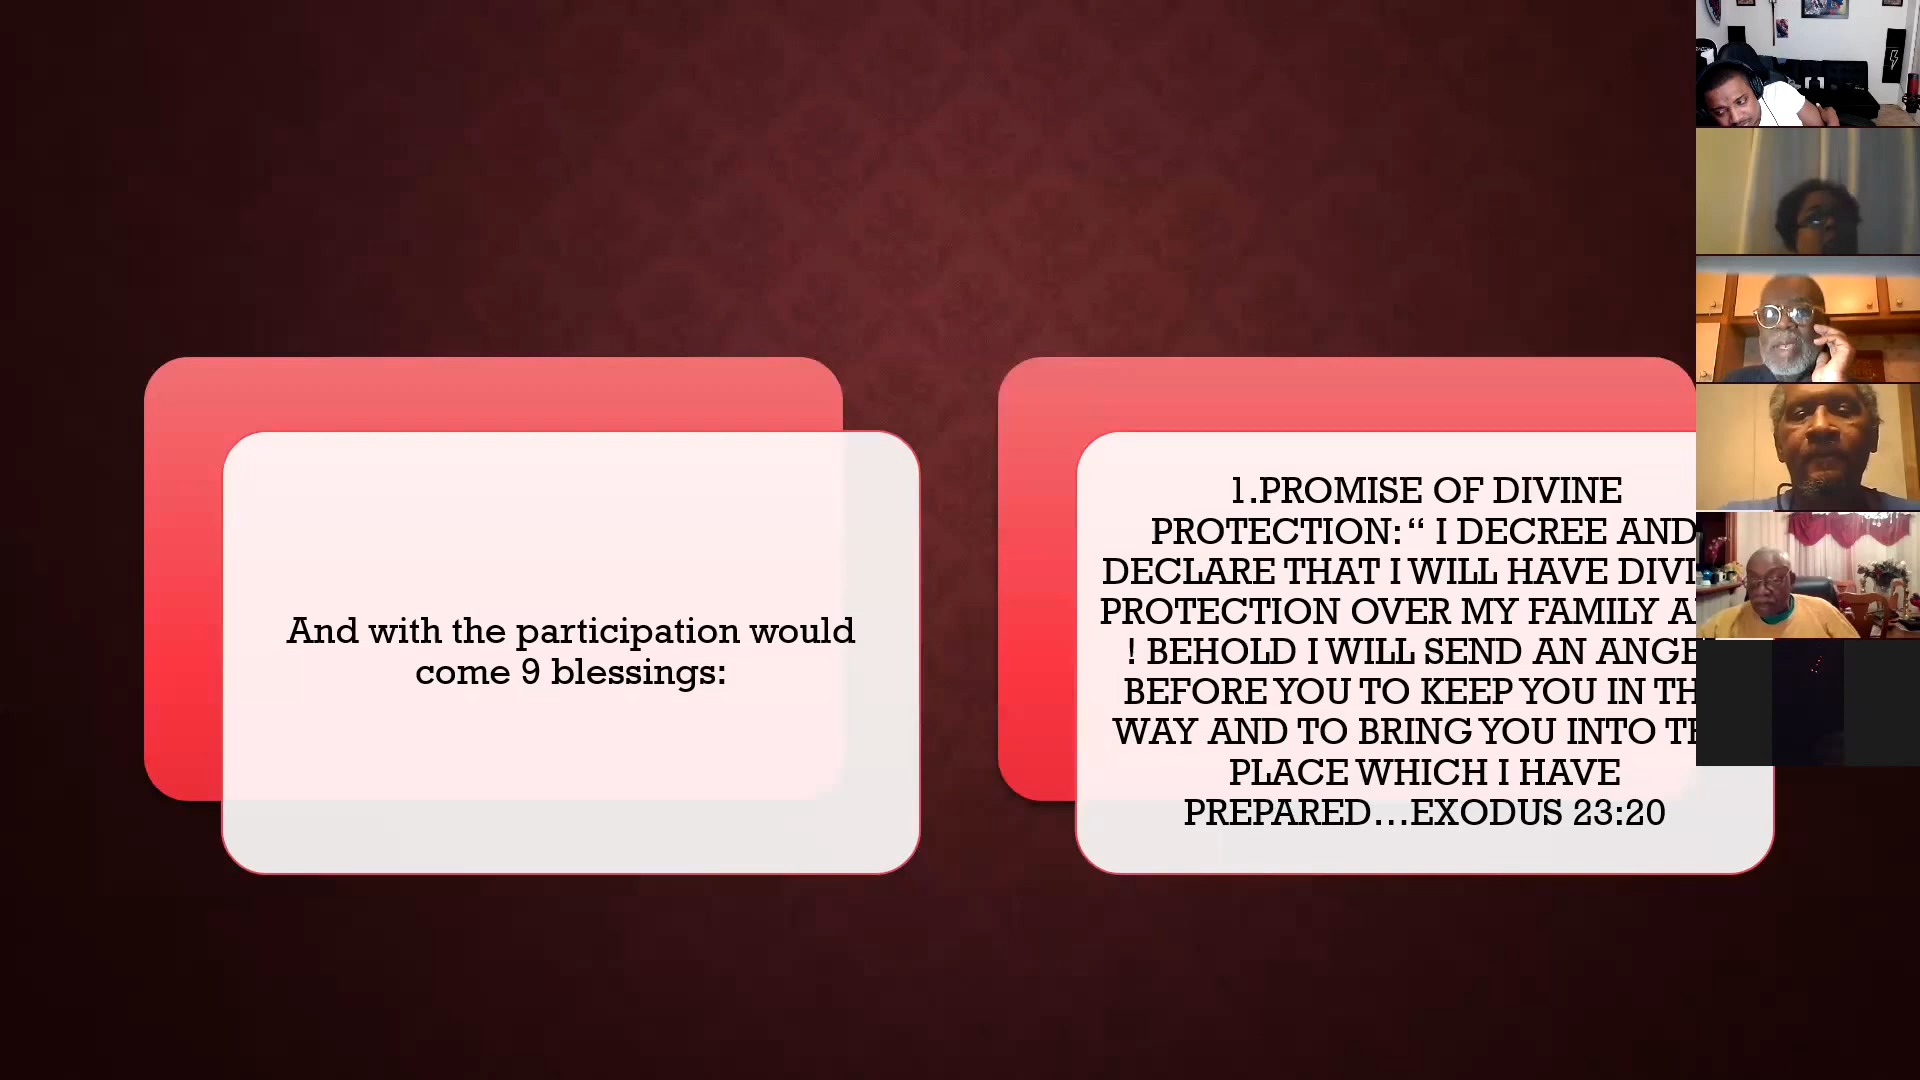 And with the participation would
come 9 blessings:
1.PROMISE OF DIVINE
PROTECTION: “ I DECREE AND
DECLARE THAT I WILL HAVE
PROTECTION OVER MY FAMILY
! BEHOLD I WILL SEND AN
BEFORE YOU TO KEEP YOU IN
WAY AND TO BRING YOU INTO
PLACE WHICH I HAVE
PREPARED...EXODUS 23:20